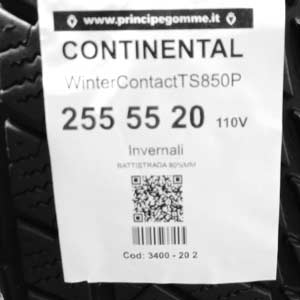 www.principegomme.it
CONTINENTAL
WinterContactTS850P
255 55 20 110V
Invernali
BATTISTRADA 80%MM
Cod: 3400 - 20 2